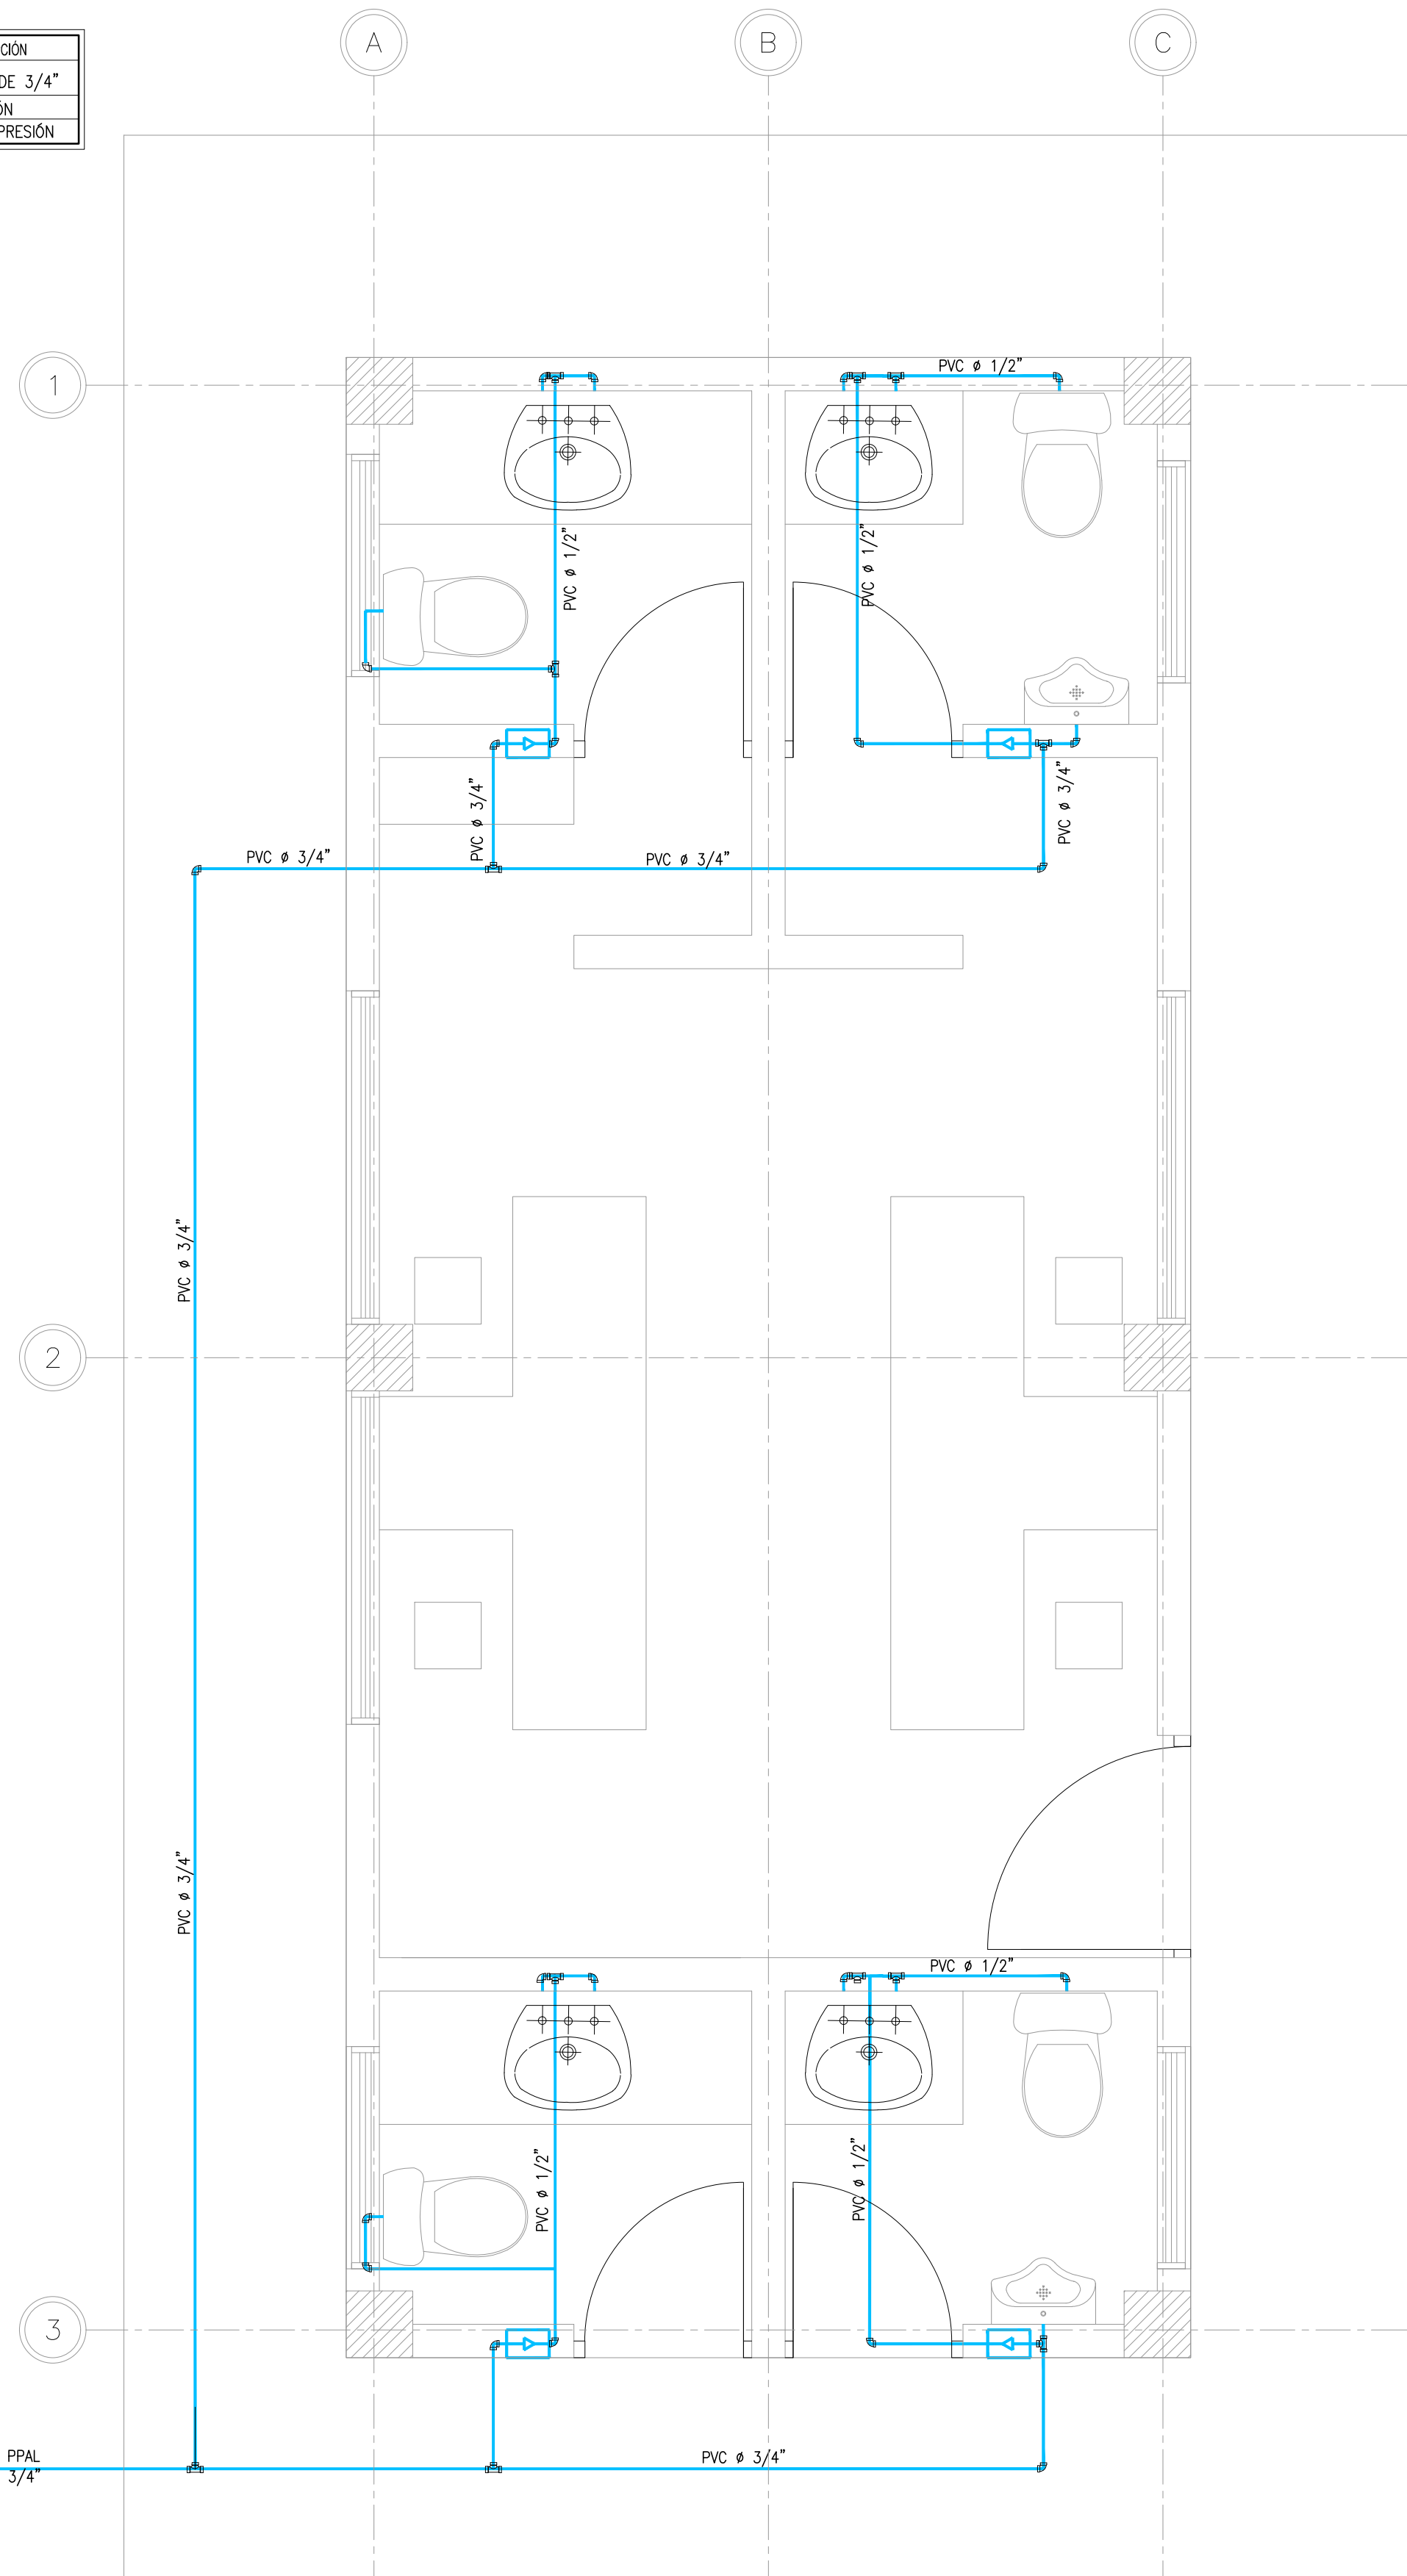 A
B
C
CIÓN
DE 3/4"
ÓN
PRESIÓN
1
PVC ø 1/2"
PVC ø 1/2"
PVC ø 1/2"
PVC ø 3/4"
PVC ø 3/4"
PVC ø 3/4"
PVC ø 3/4"
PVC ø 3/4"
2
PVC ø 3/4"
PVC ø 1/2"
PVC ø 1/2"
PVC ø 1/2"
3
PPAL
3/4"
PVC ø 3/4"